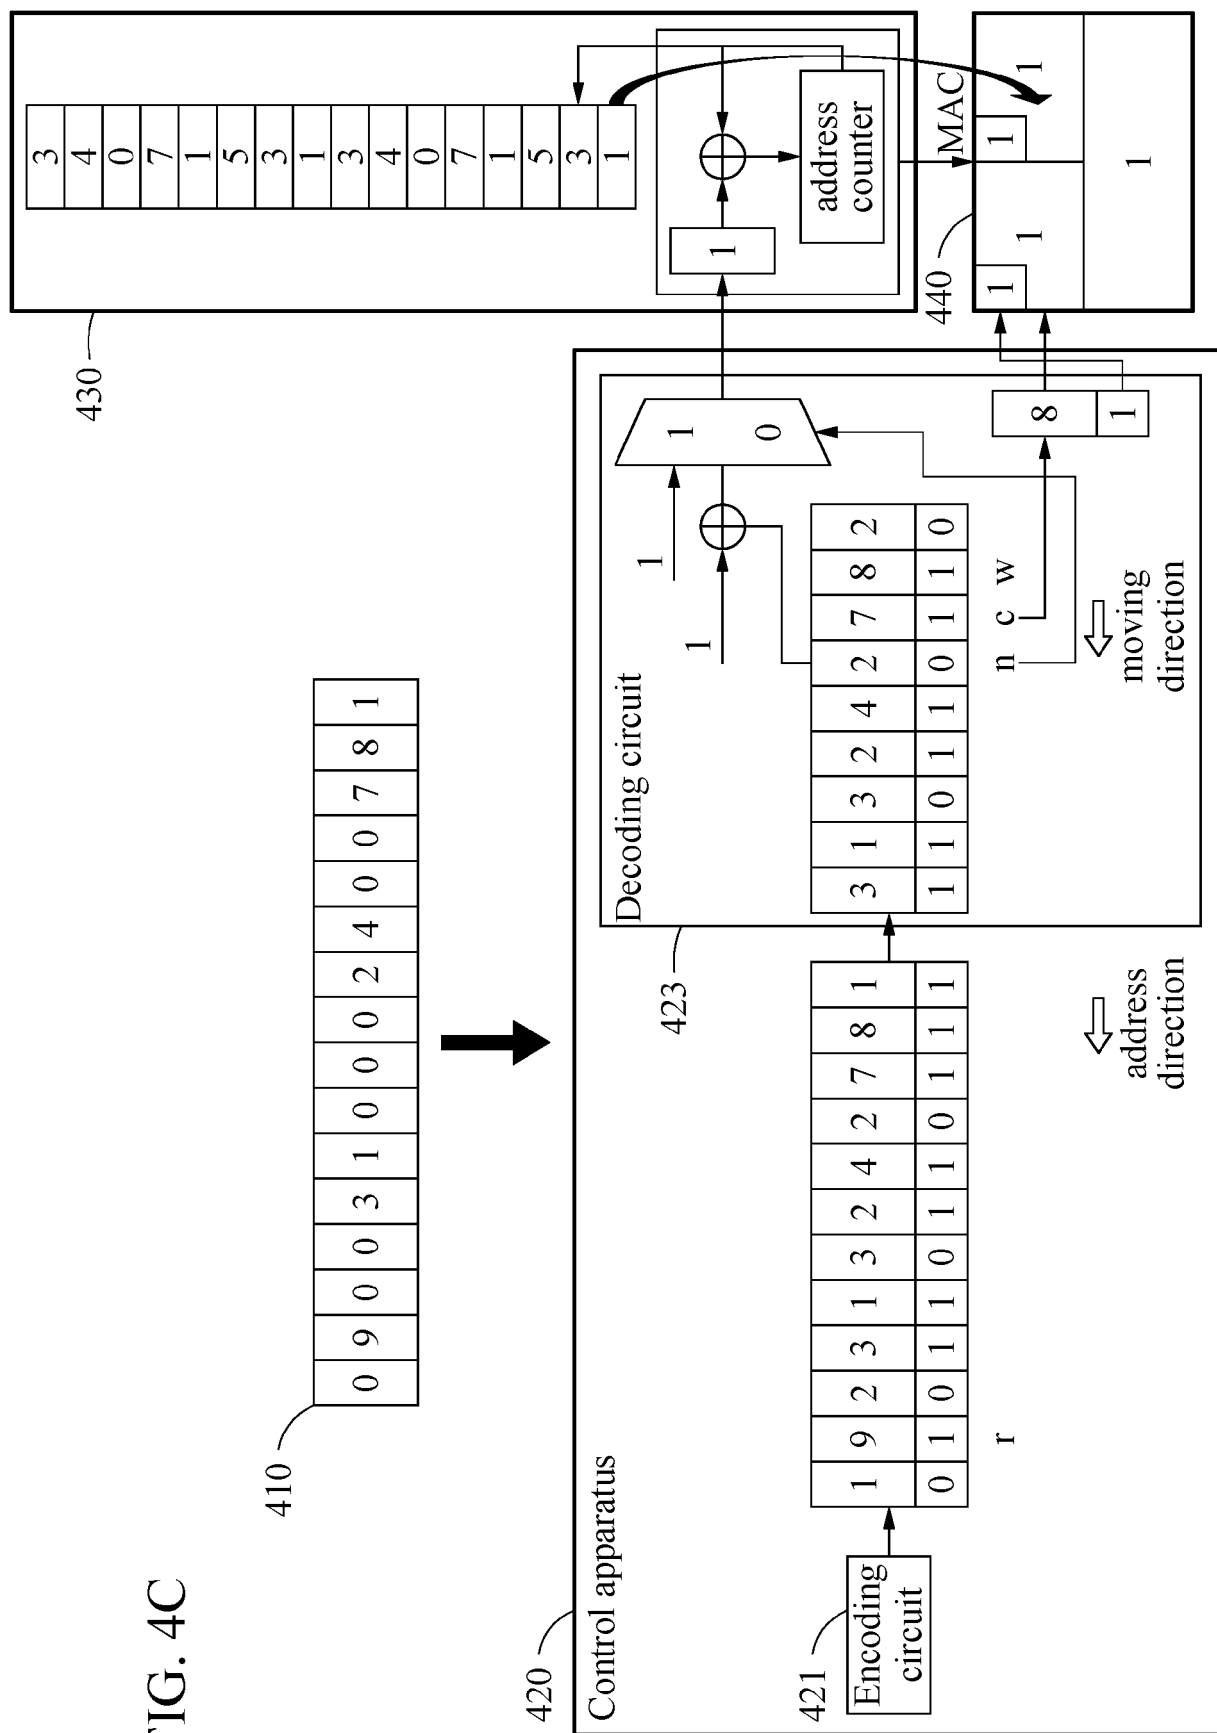 FIG. 4C
410
0 9 0 0 3 1 0 0 0 2 4 0 0 7 8 1
420
Control apparatus
421
Encoding
circuit
1 9 2 3 1 3 2 4 2 7 8 1
0 1 0 1 1 0 1 1 0 1 1 1
r
address
direction
423
Decoding circuit
1
1
1
0
3 1 3 2 4 2 7 8 2
1 1 0 1 1 0 1 1 0
n c w
moving
direction
8
1
430
3
4
0
7
1
5
3
1
3
4
0
7
1
5
3
1
1
address
counter
MAC
440
1 1
1 1
1